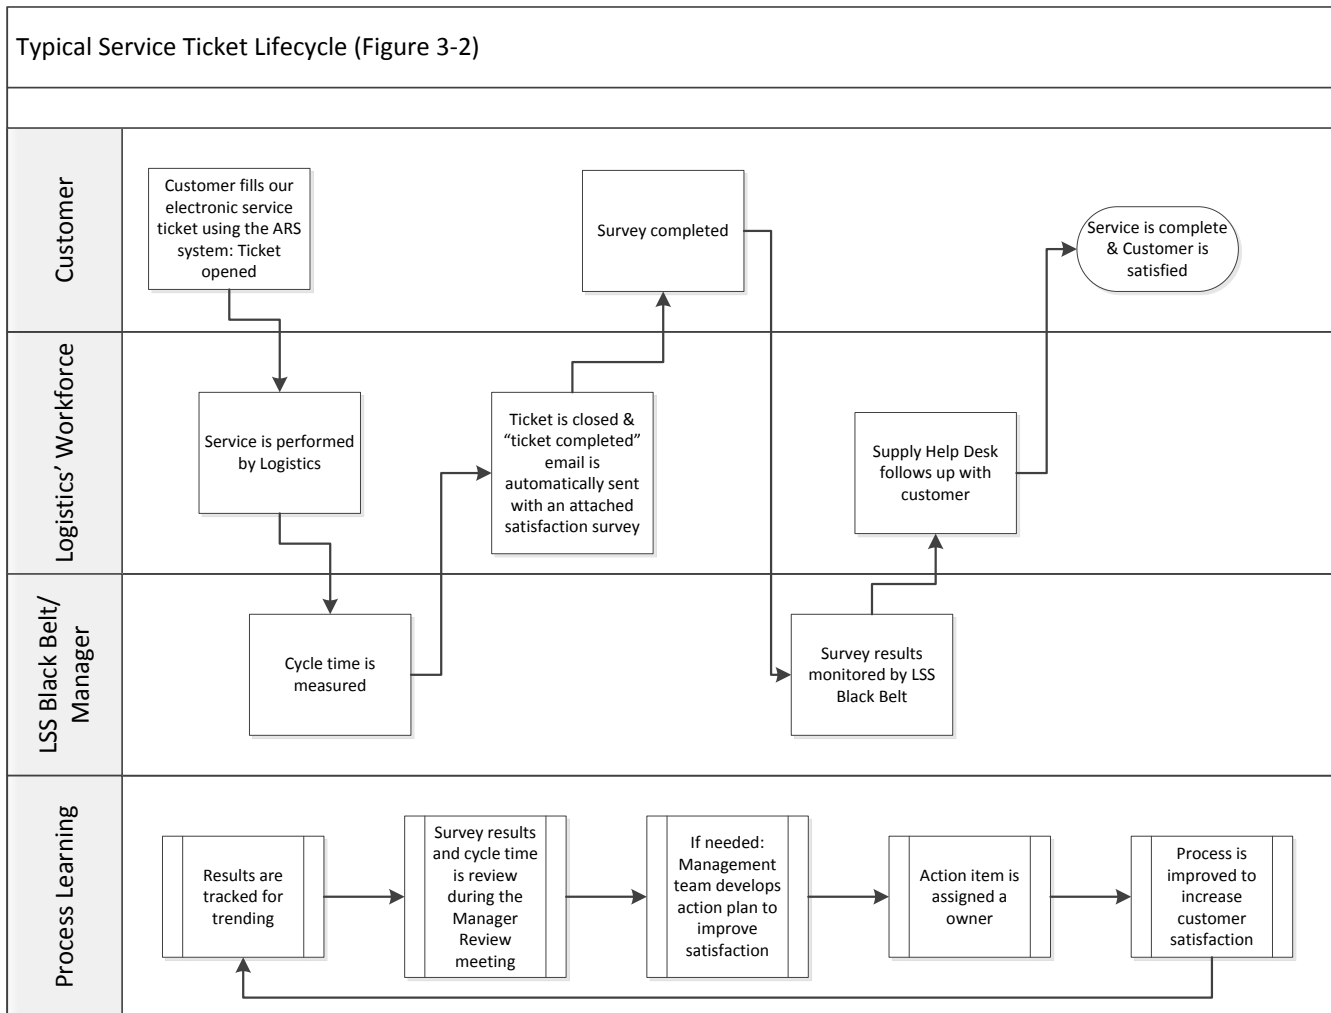 Typical Service Ticket Lifecycle (Figure 3-2)
Customer
Customer fills our
electronic service
ticket using the ARS
system: Ticket
opened
Survey completed
Service is complete
& Customer is
satisfied
Logistics’ Workforce
Service is performed
by Logistics
Ticket is closed &
“ticket completed”
email is
automatically sent
with an attached
satisfaction survey
Supply Help Desk
follows up with
customer
LSS Black Belt/
Manager
Cycle time is
measured
Survey results
monitored by LSS
Black Belt
Process Learning
Results are
tracked for
trending
Survey results
and cycle time
is review
during the
Manager
Review
meeting
If needed:
Management
team develops
action plan to
improve
satisfaction
Action item is
assigned a
owner
Process is
improved to
increase
customer
satisfaction